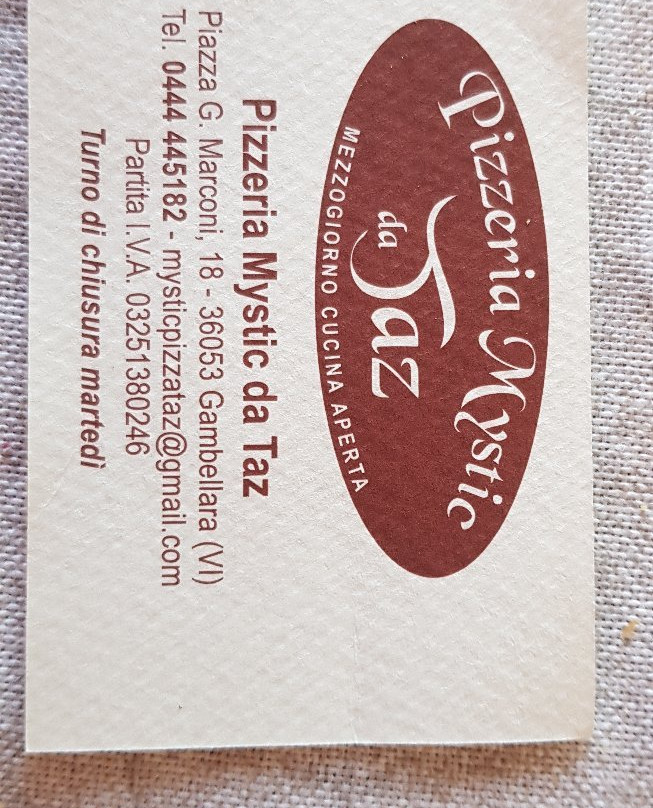 Pizzeria Mystic
da Taz
MEZZOGIORNO CUCINA APERTA
Pizzeria Mystic da Taz
Piazza G. Marconi, 18 - 36053 Gambellara (VI)
Tel. 0444 445182 - mysticpizzataz@gmail.com
Partita I.V.A. 03251380246
Turno di chiusura martedì